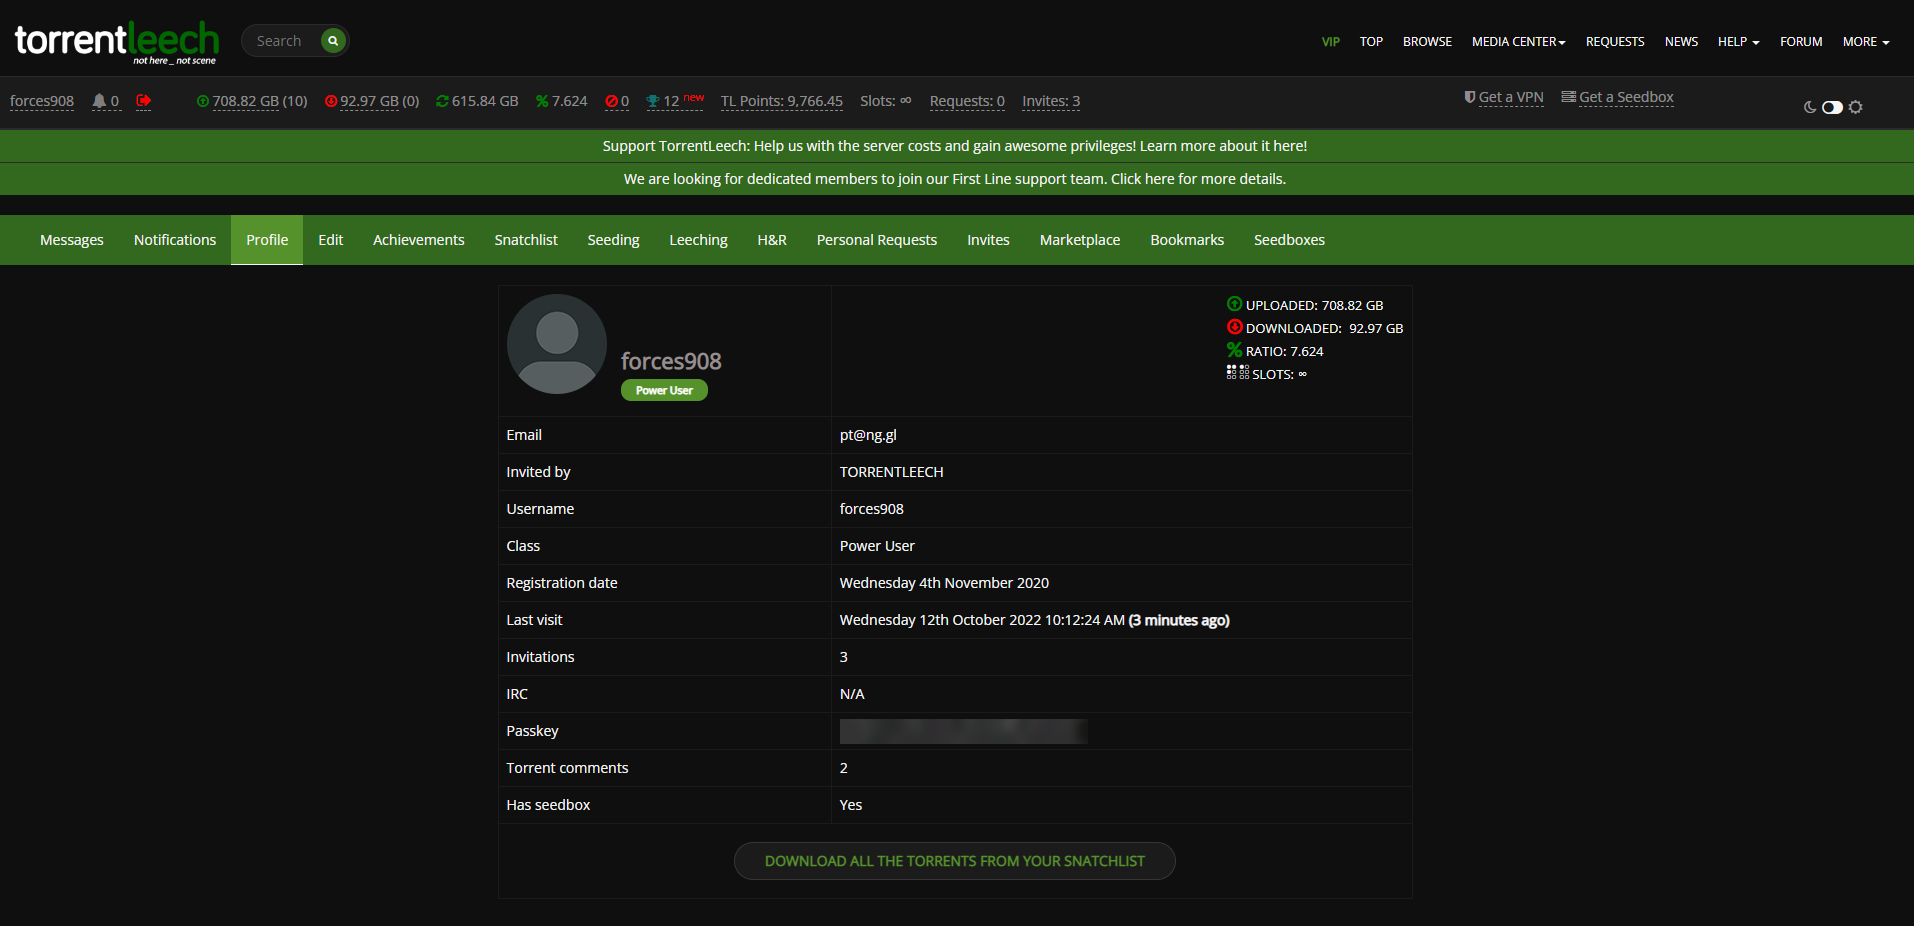 torrentleech
not here _ not scene
Search
VIP TOP BROWSE MEDIA CENTER REQUESTS NEWS HELP FORUM MORE
forces908 0 708.82 GB (10) 92.97 GB (0) 615.84 GB 7.624 0 12 new TL Points: 9,766.45 Slots: ∞ Requests: 0 Invites: 3 Get a VPN Get a Seedbox
Support TorrentLeech: Help us with the server costs and gain awesome privileges! Learn more about it here!
We are looking for dedicated members to join our First Line support team. Click here for more details.
Messages Notifications Profile Edit Achievements Snatchlist Seeding Leeching H&R Personal Requests Invites Marketplace Bookmarks Seedboxes
forces908
Power User
UPLOADED: 708.82 GB
DOWNLOADED: 92.97 GB
RATIO: 7.624
SLOTS: ∞
Email pt@ng.gl
Invited by TORRENTLEECH
Username forces908
Class Power User
Registration date Wednesday 4th November 2020
Last visit Wednesday 12th October 2022 10:12:24 AM (3 minutes ago)
Invitations 3
IRC N/A
Passkey
Torrent comments 2
Has seedbox Yes
DOWNLOAD ALL THE TORRENTS FROM YOUR SNATCHLIST